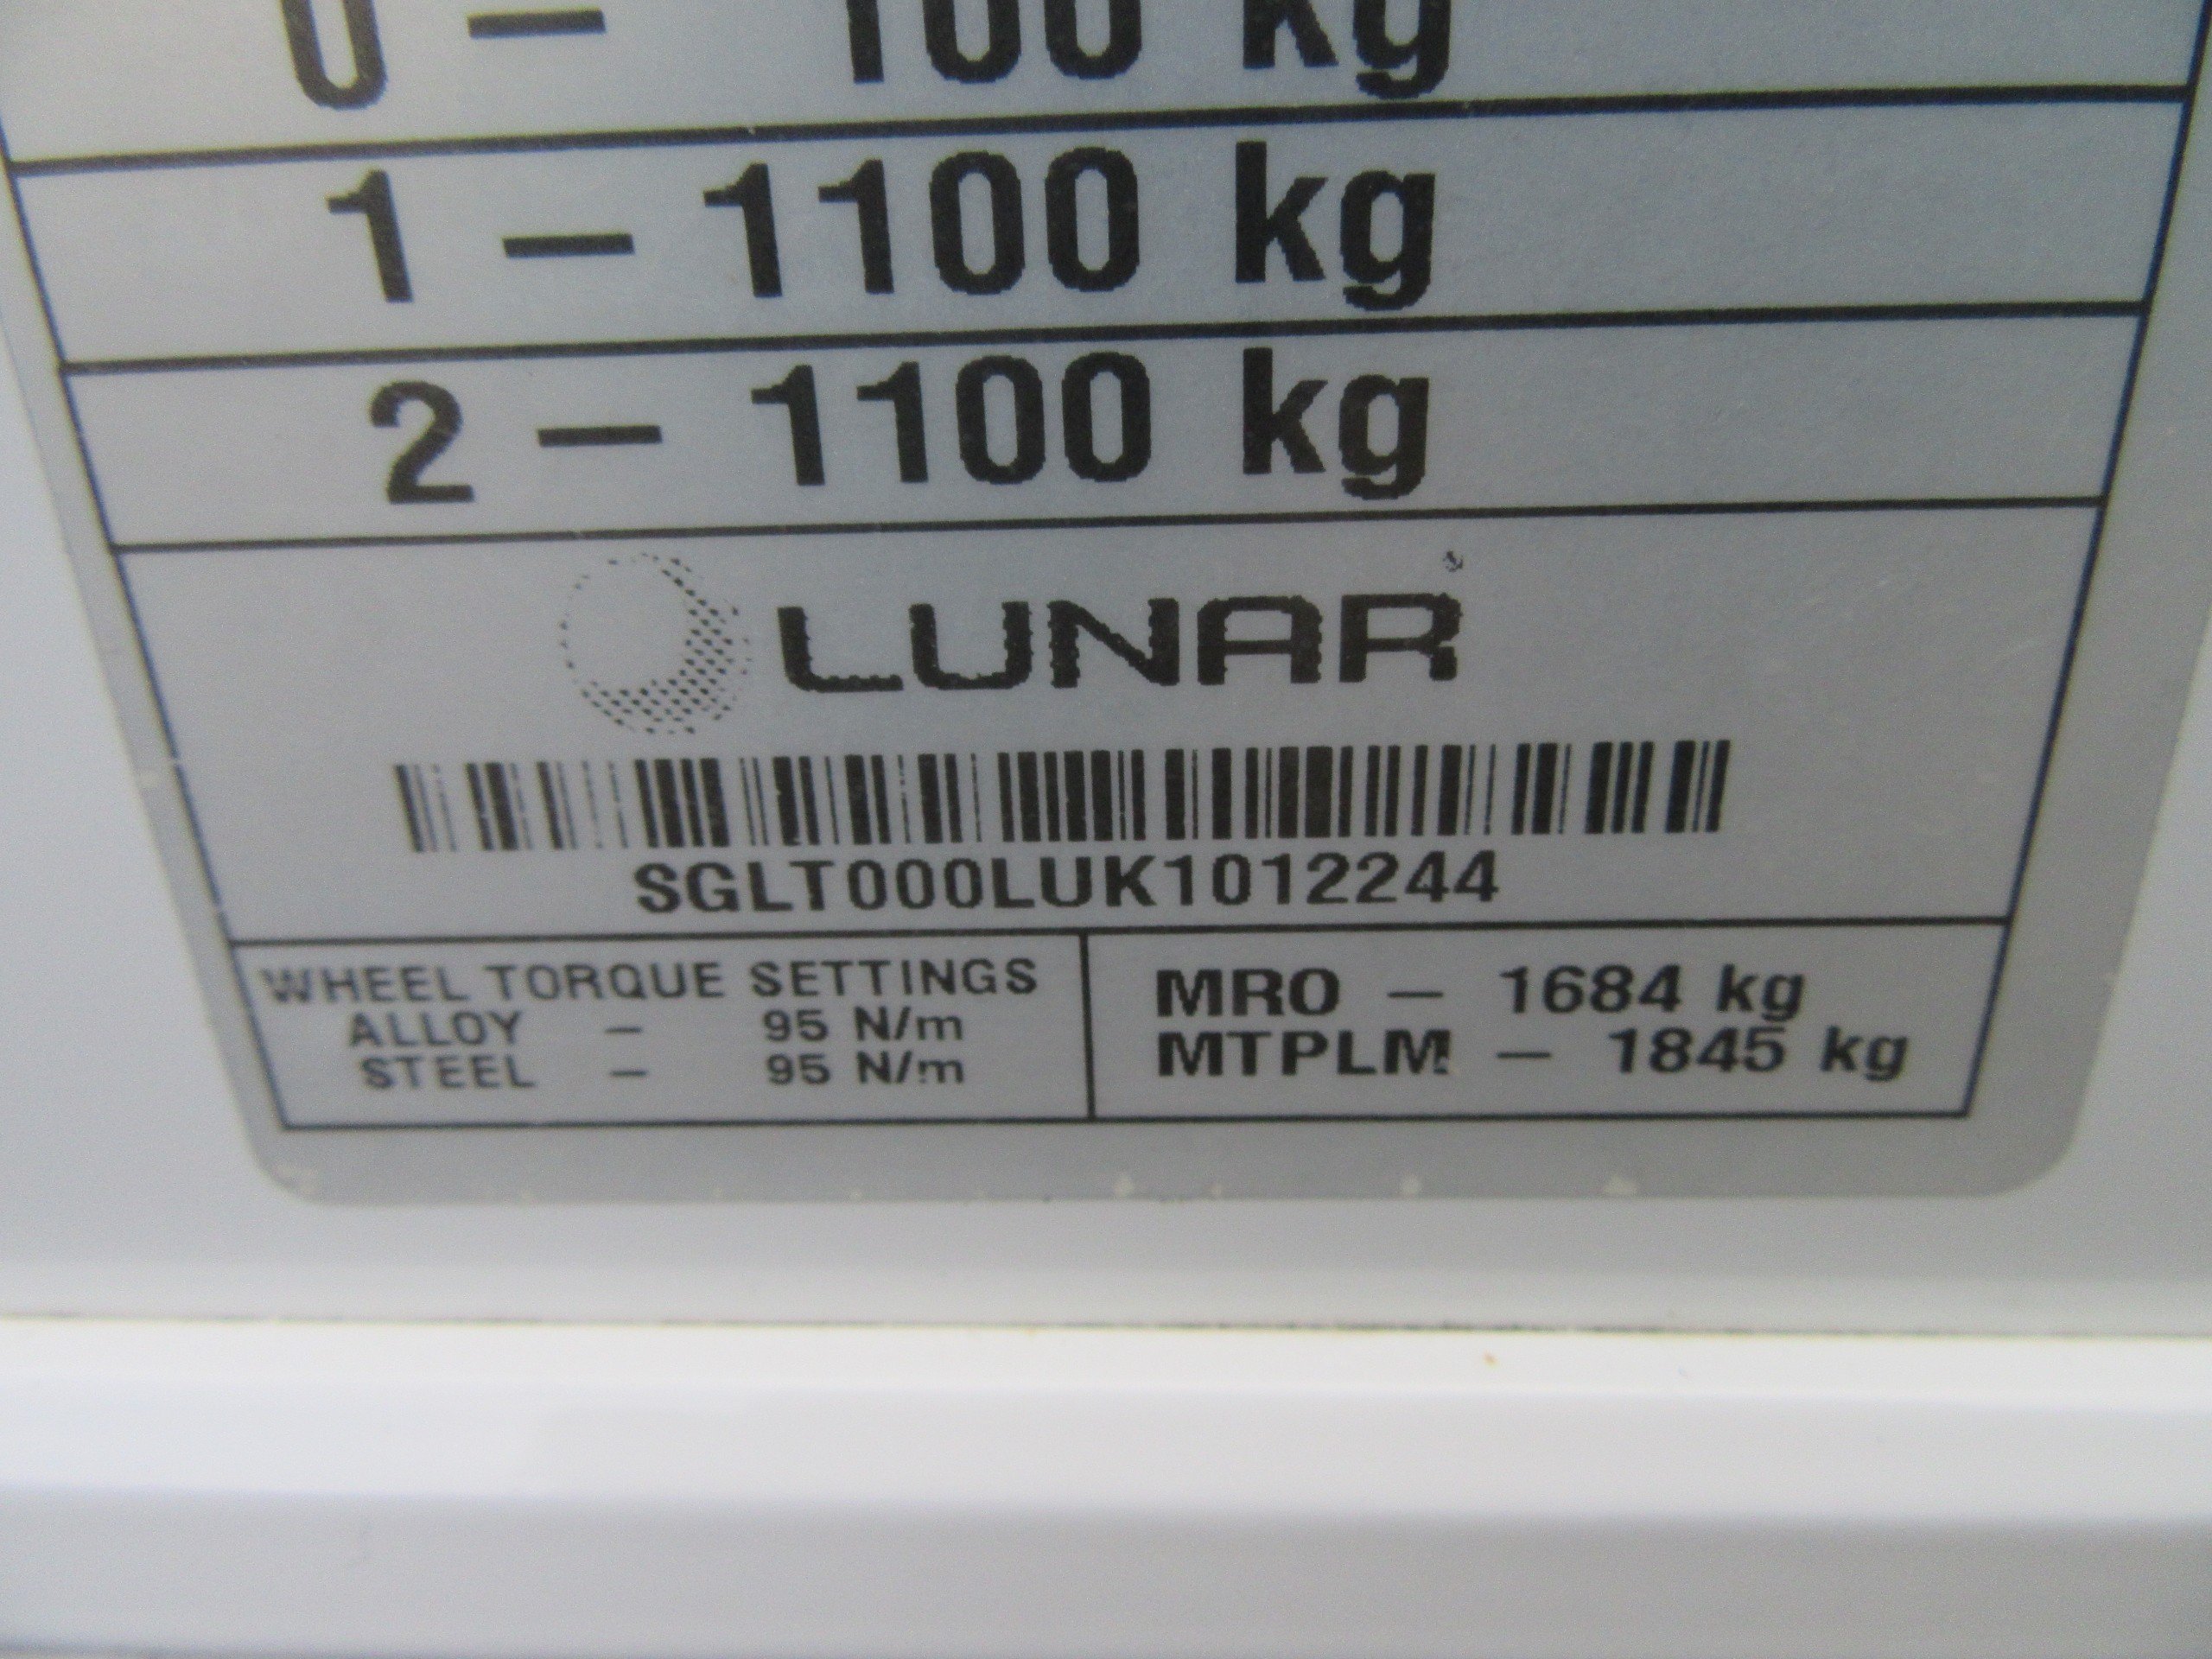 0 – 100 kg
1 – 1100 kg
2 – 1100 kg
LUNAR
SGLT000LUK1012244
WHEEL TORQUE SETTINGS
ALLOY – 95 N/m
STEEL – 95 N/m
MRO – 1684 kg
MTPLM – 1845 kg